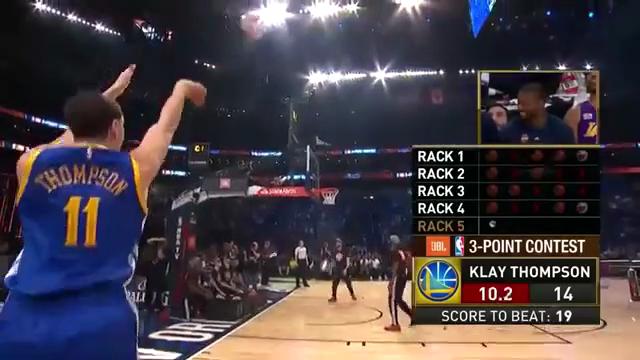 THOMPSON
11
RACK 1
RACK 2
RACK 3
RACK 4
RACK 5
JBL 3-POINT CONTEST
KLAY THOMPSON
10.2 14
SCORE TO BEAT: 19